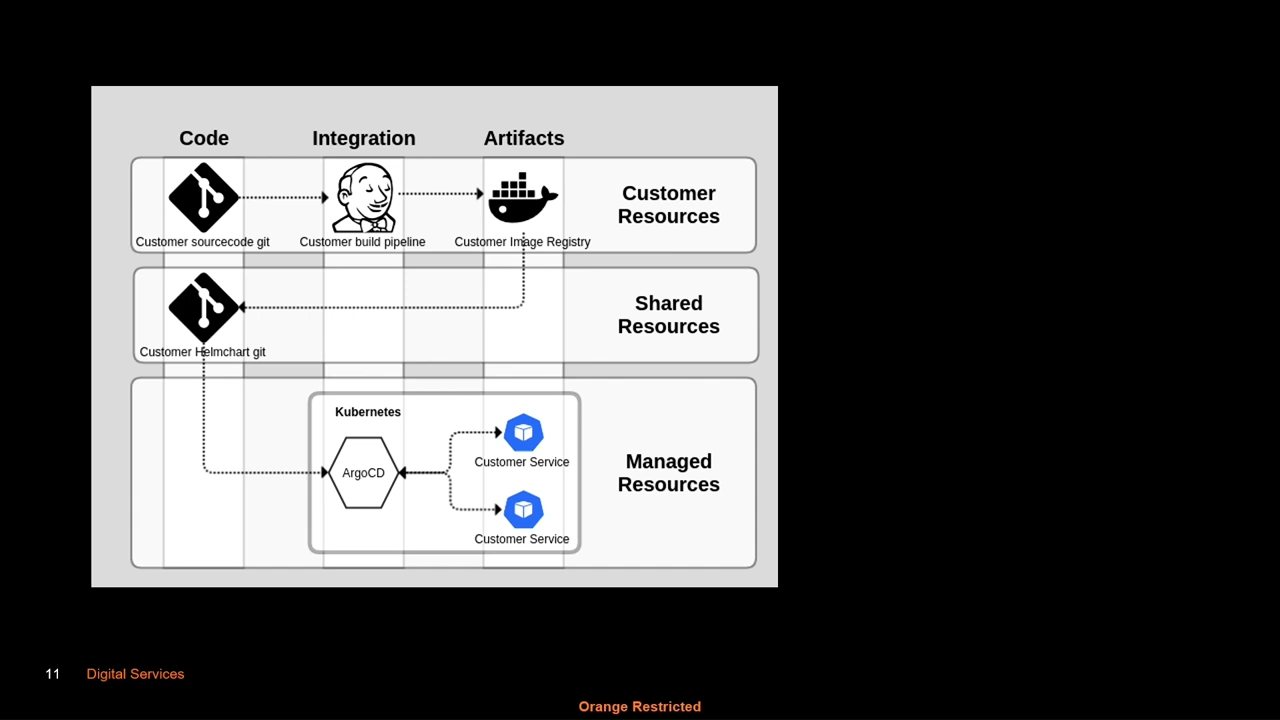 Code
Integration
Artifacts
Customer sourcecode git
Customer build pipeline
Customer Image Registry
Customer
Resources
Customer Helmchart git
Shared
Resources
Kubernetes
ArgoCD
Customer Service
Customer Service
Managed
Resources
11
Digital Services
Orange Restricted